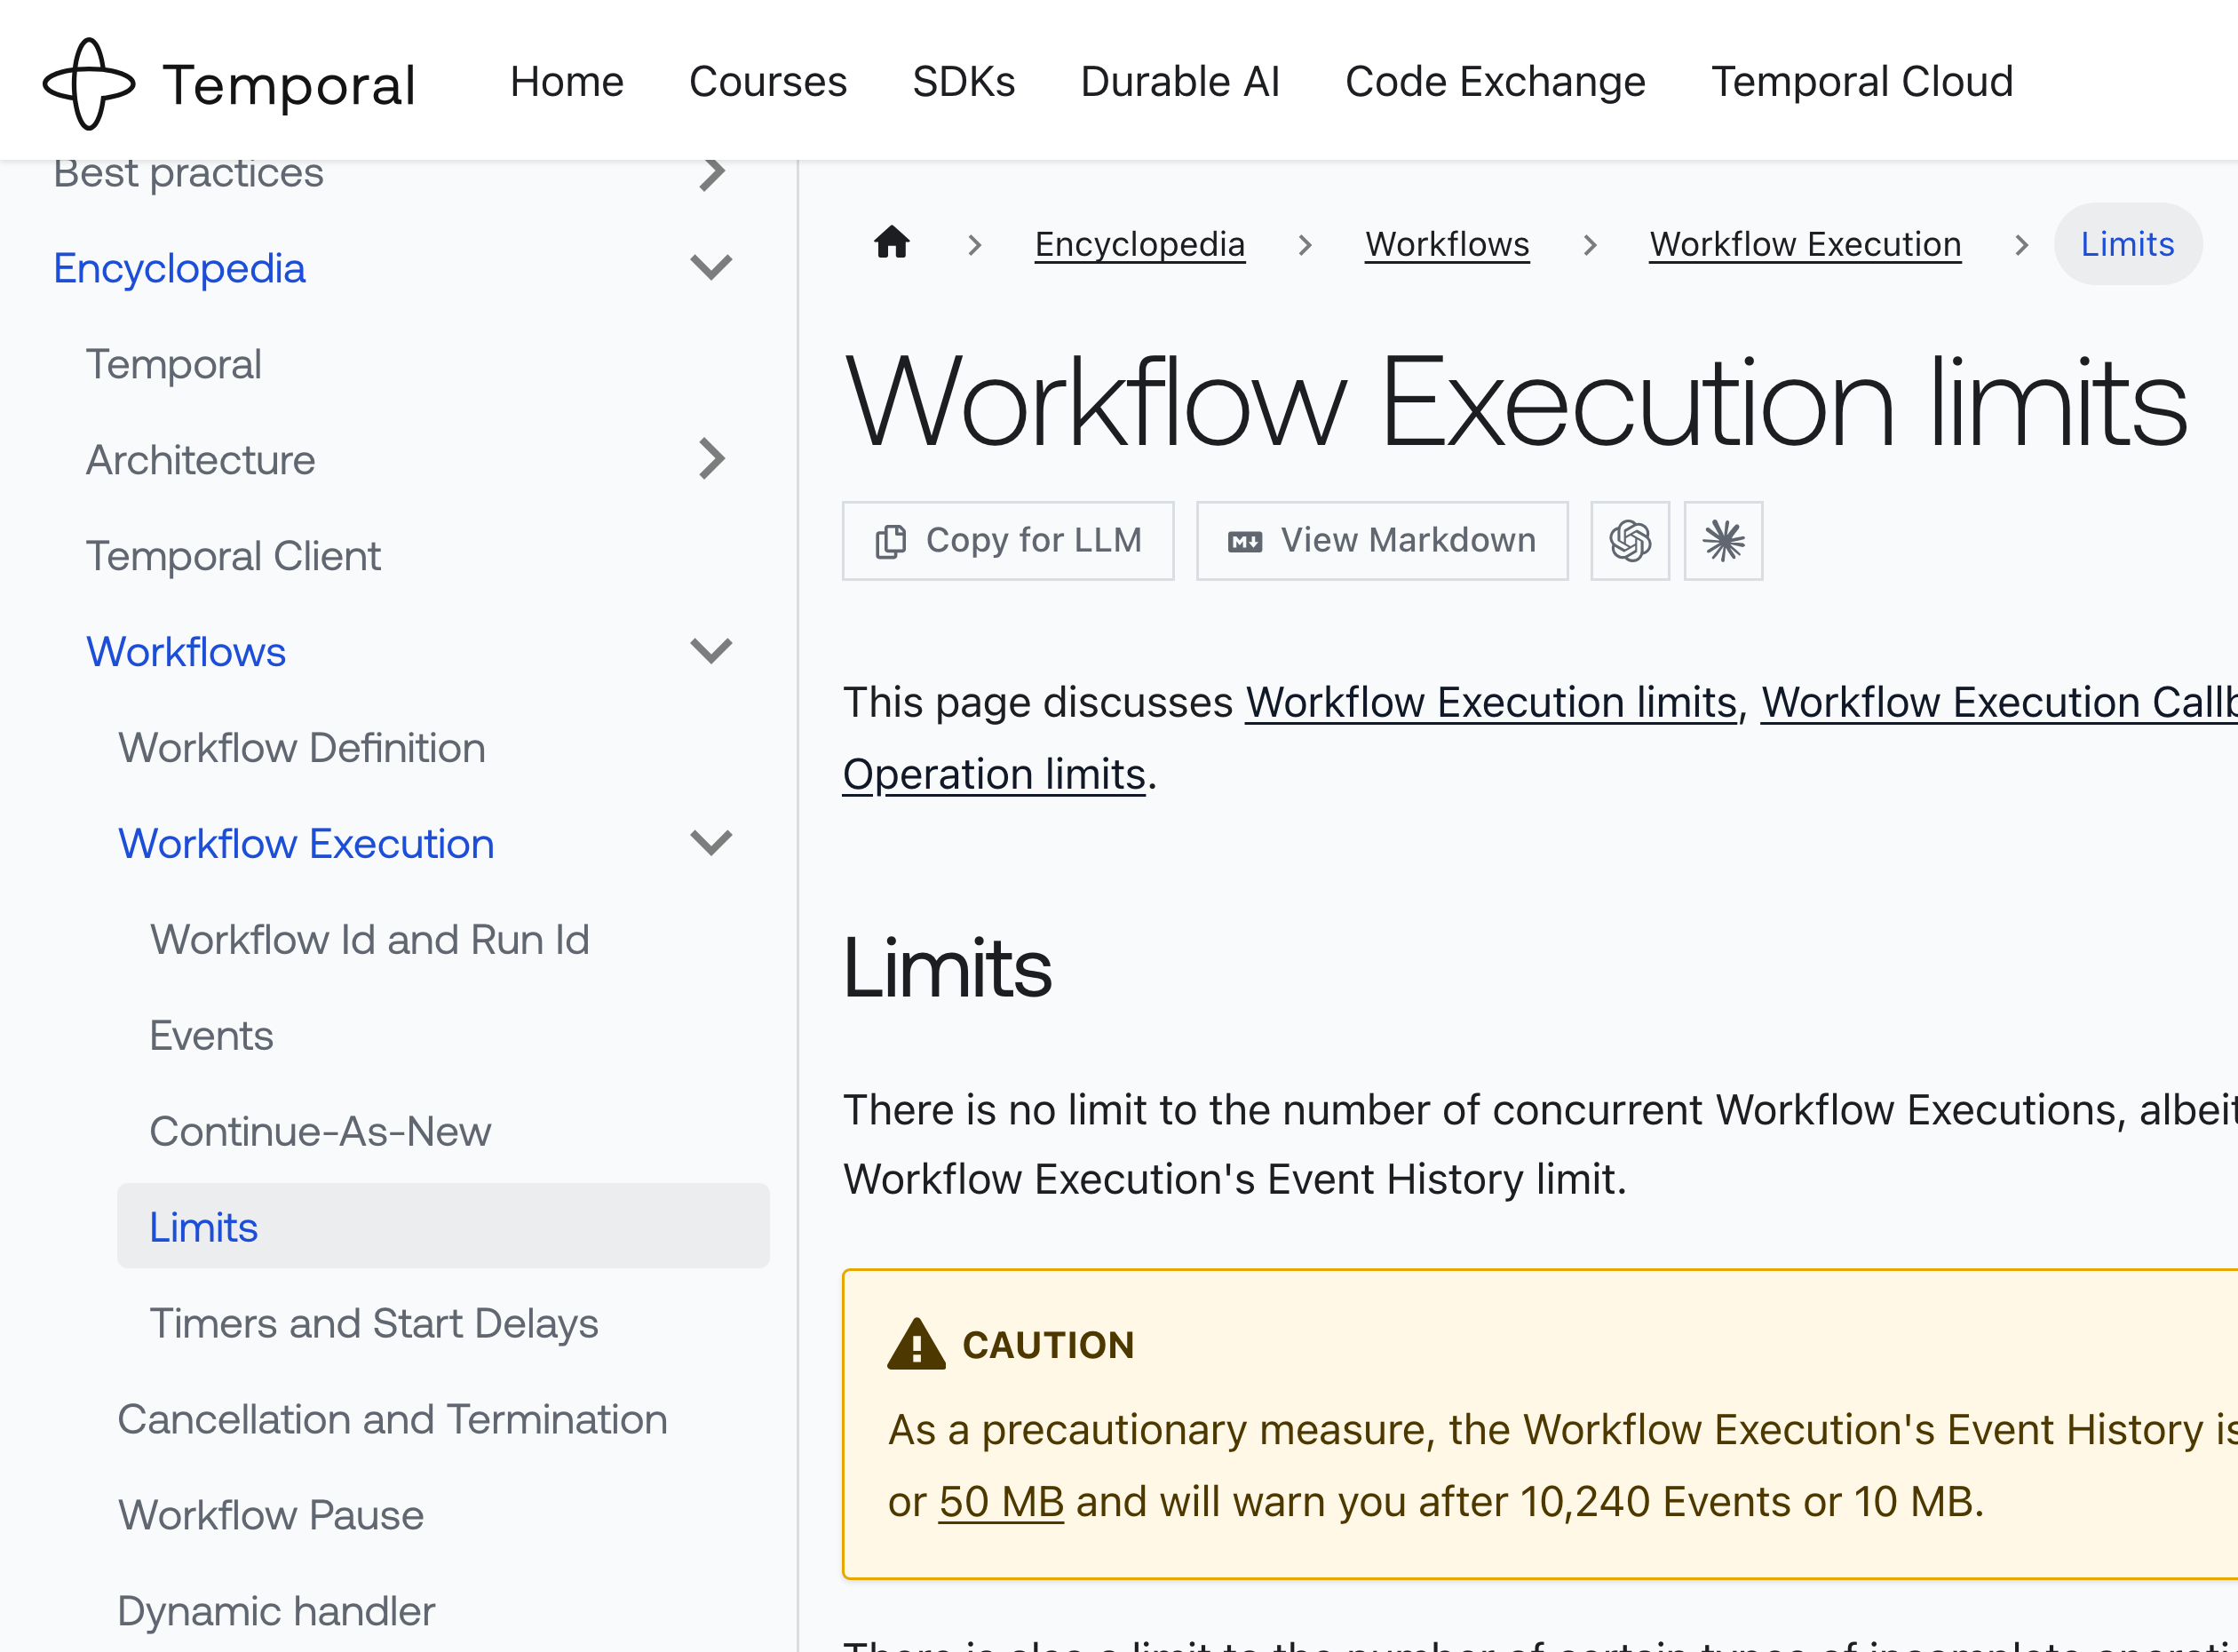 Temporal
Home
Courses
SDKs
Durable AI
Code Exchange
Temporal Cloud
Best practices
Encyclopedia
Temporal
Architecture
Temporal Client
Workflows
Workflow Definition
Workflow Execution
Workflow Id and Run Id
Events
Continue-As-New
Limits
Timers and Start Delays
Cancellation and Termination
Workflow Pause
Dynamic handler
Encyclopedia
Workflows
Workflow Execution
Limits
Workflow Execution limits
Copy for LLM
View Markdown
This page discusses Workflow Execution limits, Workflow Execution
Operation limits.
Limits
There is no limit to the number of concurrent Workflow Executions, albeit
Workflow Execution's Event History limit.
CAUTION
As a precautionary measure, the Workflow Execution's Event History is
or 50 MB and will warn you after 10,240 Events or 10 MB.